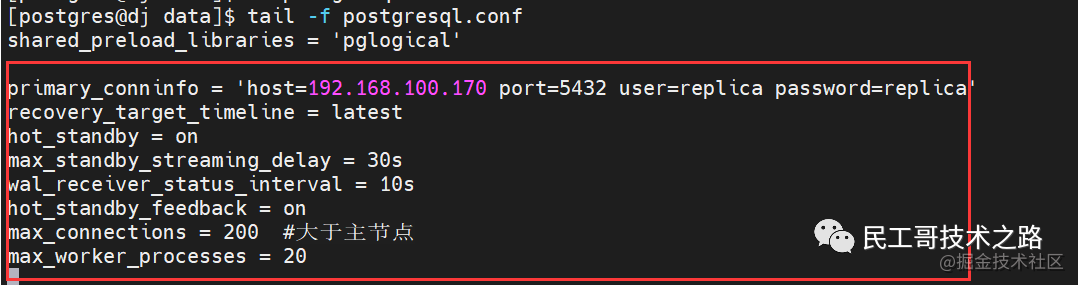 [postgres@dj data]$ tail -f postgresql.conf
shared_preload_libraries = 'pglogical'
primary_conninfo = 'host=192.168.100.170 port=5432 user=replica password=replica'
recovery_target_timeline = latest
hot_standby = on
max_standby_streaming_delay = 30s
wal_receiver_status_interval = 10s
hot_standby_feedback = on
max_connections = 200  #大于主节点
max_worker_processes = 20
民工哥技术之路
@掘金技术社区